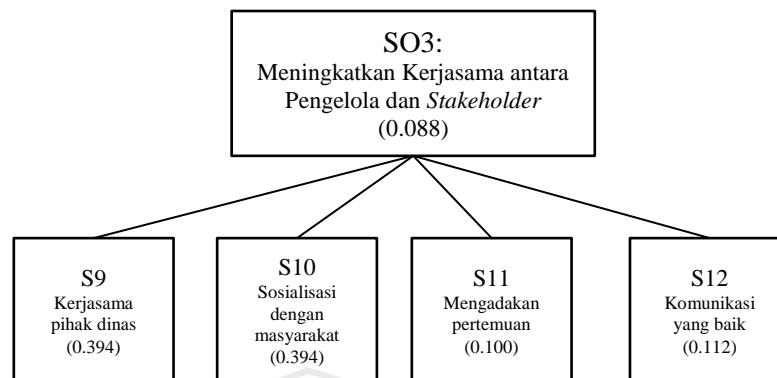 SO3:
Meningkatkan Kerjasama antara
Pengelola dan Stakeholder
(0.088)
S9
Kerjasama
pihak dinas
(0.394)
S10
Sosialisasi
dengan
masyarakat
(0.394)
S11
Mengadakan
pertemuan
(0.100)
S12
Komunikasi
yang baik
(0.112)